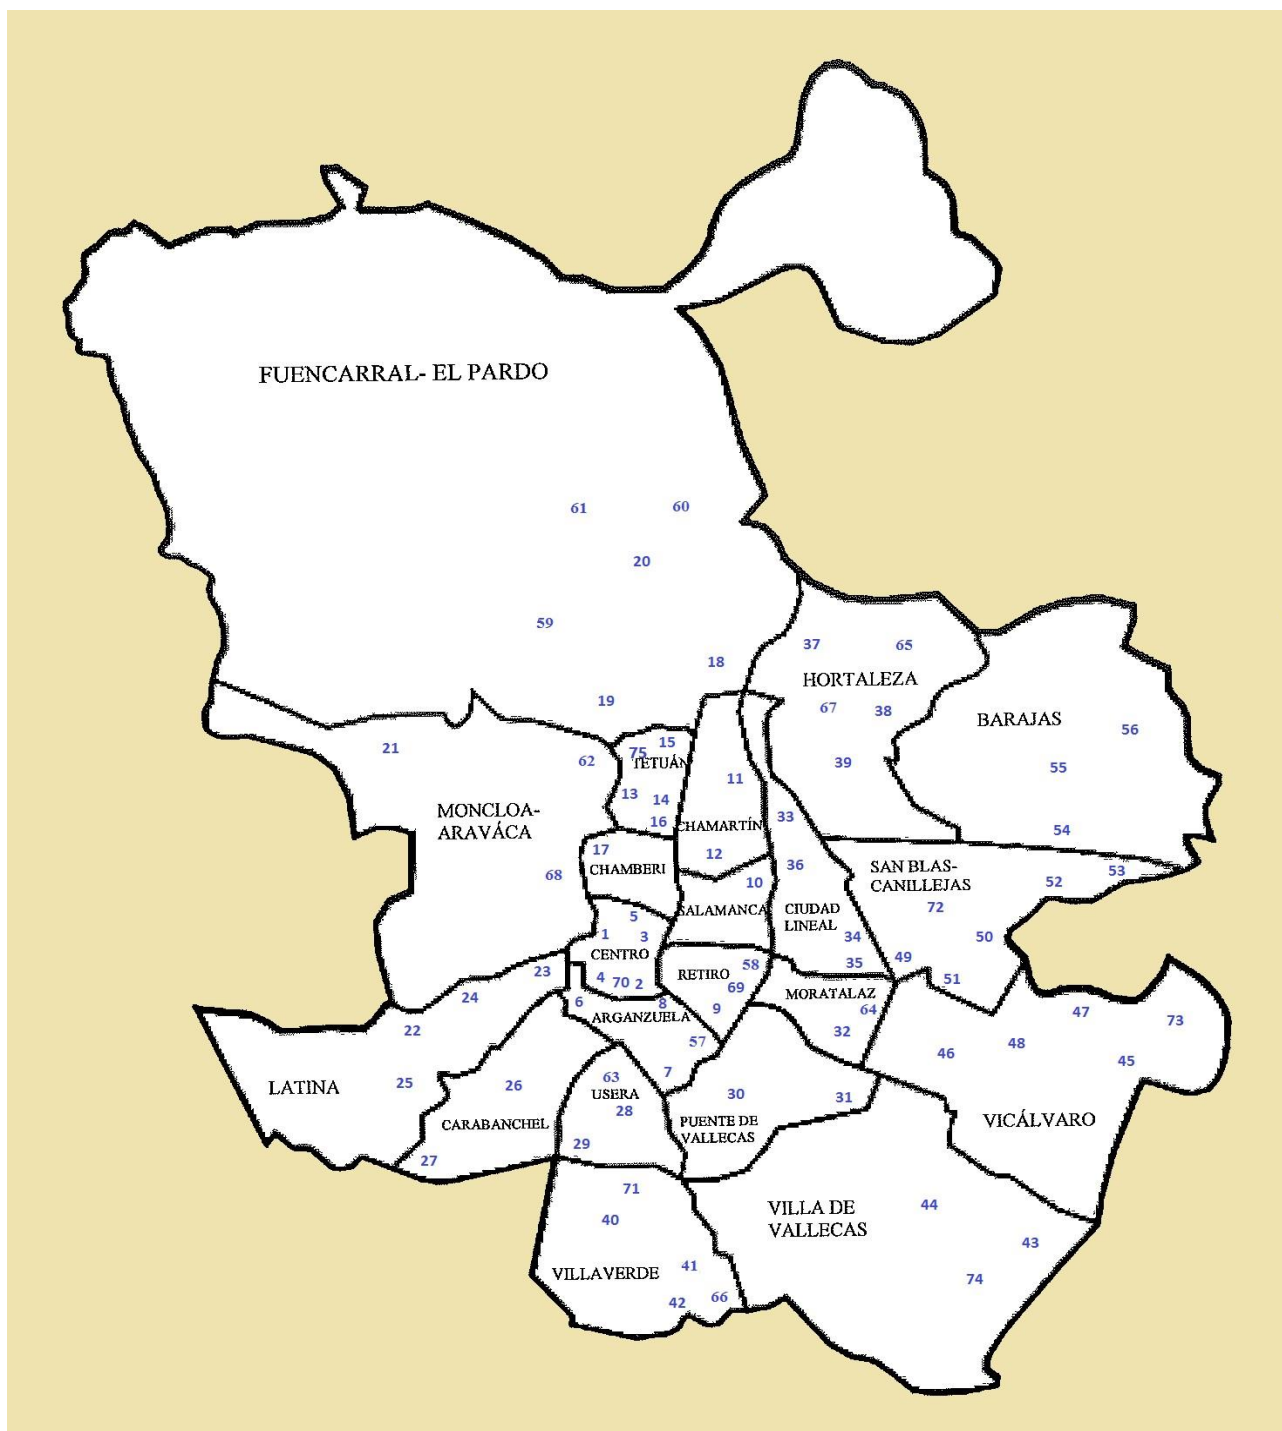 FUENCARRAL- EL PARDO
61
60
20
59
37
65
18
HORTALEZA
19
67
38
BARAJAS
56
21
62
75
15
TETUÁN
39
55
11
13
14
MONCLOA-
ARAVÁCA
16
CHAMARTÍN
33
54
17
12
36
CHAMBERI
SAN BLAS-
CANILLEJAS
53
68
10
52
5
SALAMANCA
CIUDAD
LINEAL
72
1
3
34
50
CENTRO
49
23
4
70
2
RETIRO
58
35
51
24
6
8
69
MORATALAZ
9
64
47
73
ARGANZUELA
22
32
57
48
46
45
7
LATINA
25
26
63
USERA
28
30
31
CARABANCHEL
PUENTE DE
VALLECAS
VICÁLVARO
29
27
71
40
VILLA DE
VALLECAS
44
43
VILLAVERDE
41
74
42
66